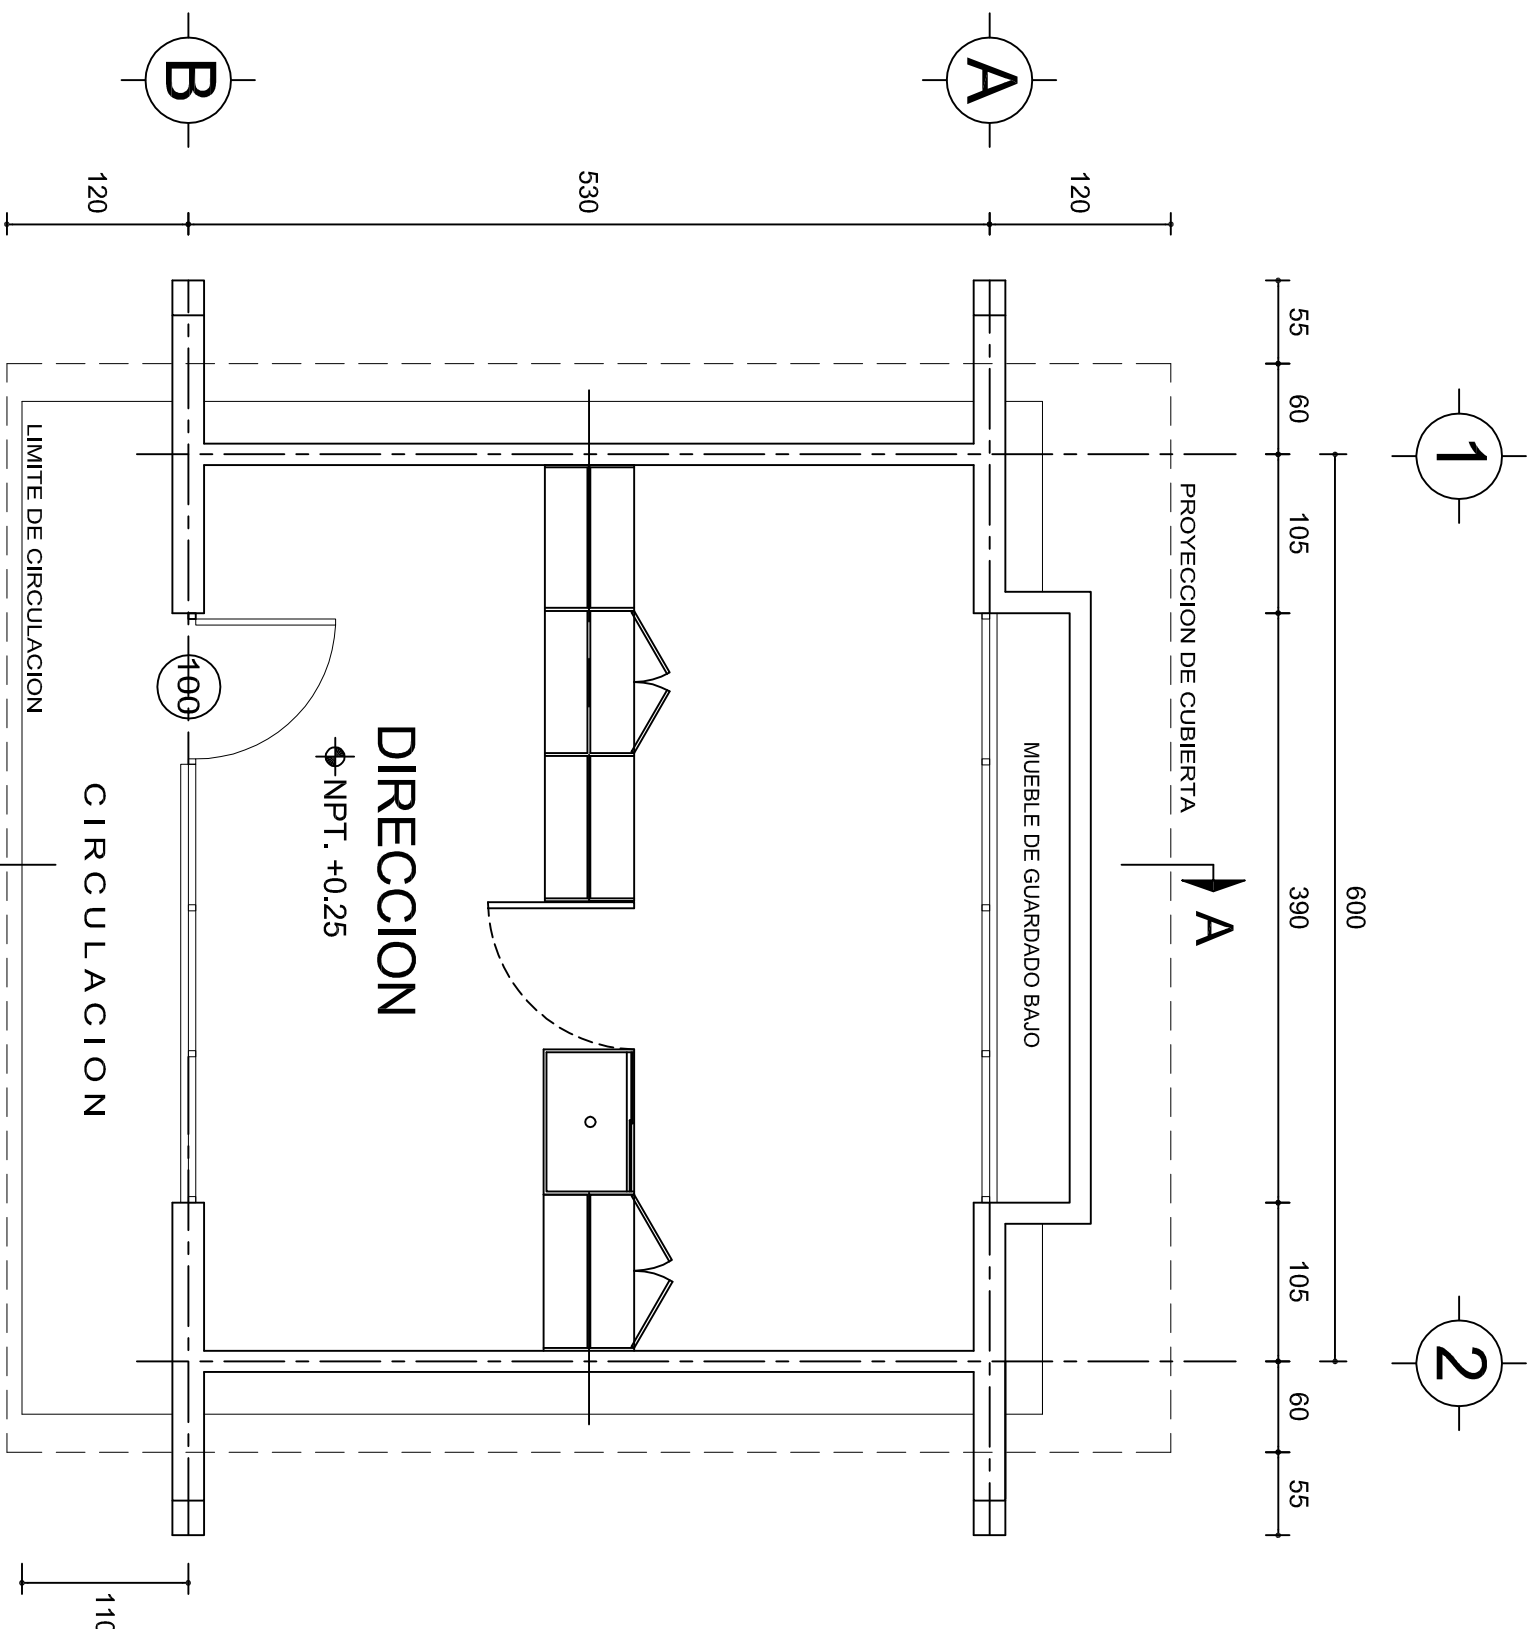 1
2
600
55
60
105
390
105
60
55
A
PROYECCION DE CUBIERTA
120
A
MUEBLE DE GUARDADO BAJO
530
DIRECCION
NPT. +0.25
B
100
120
CIRCULACION
110
LIMITE DE CIRCULACION